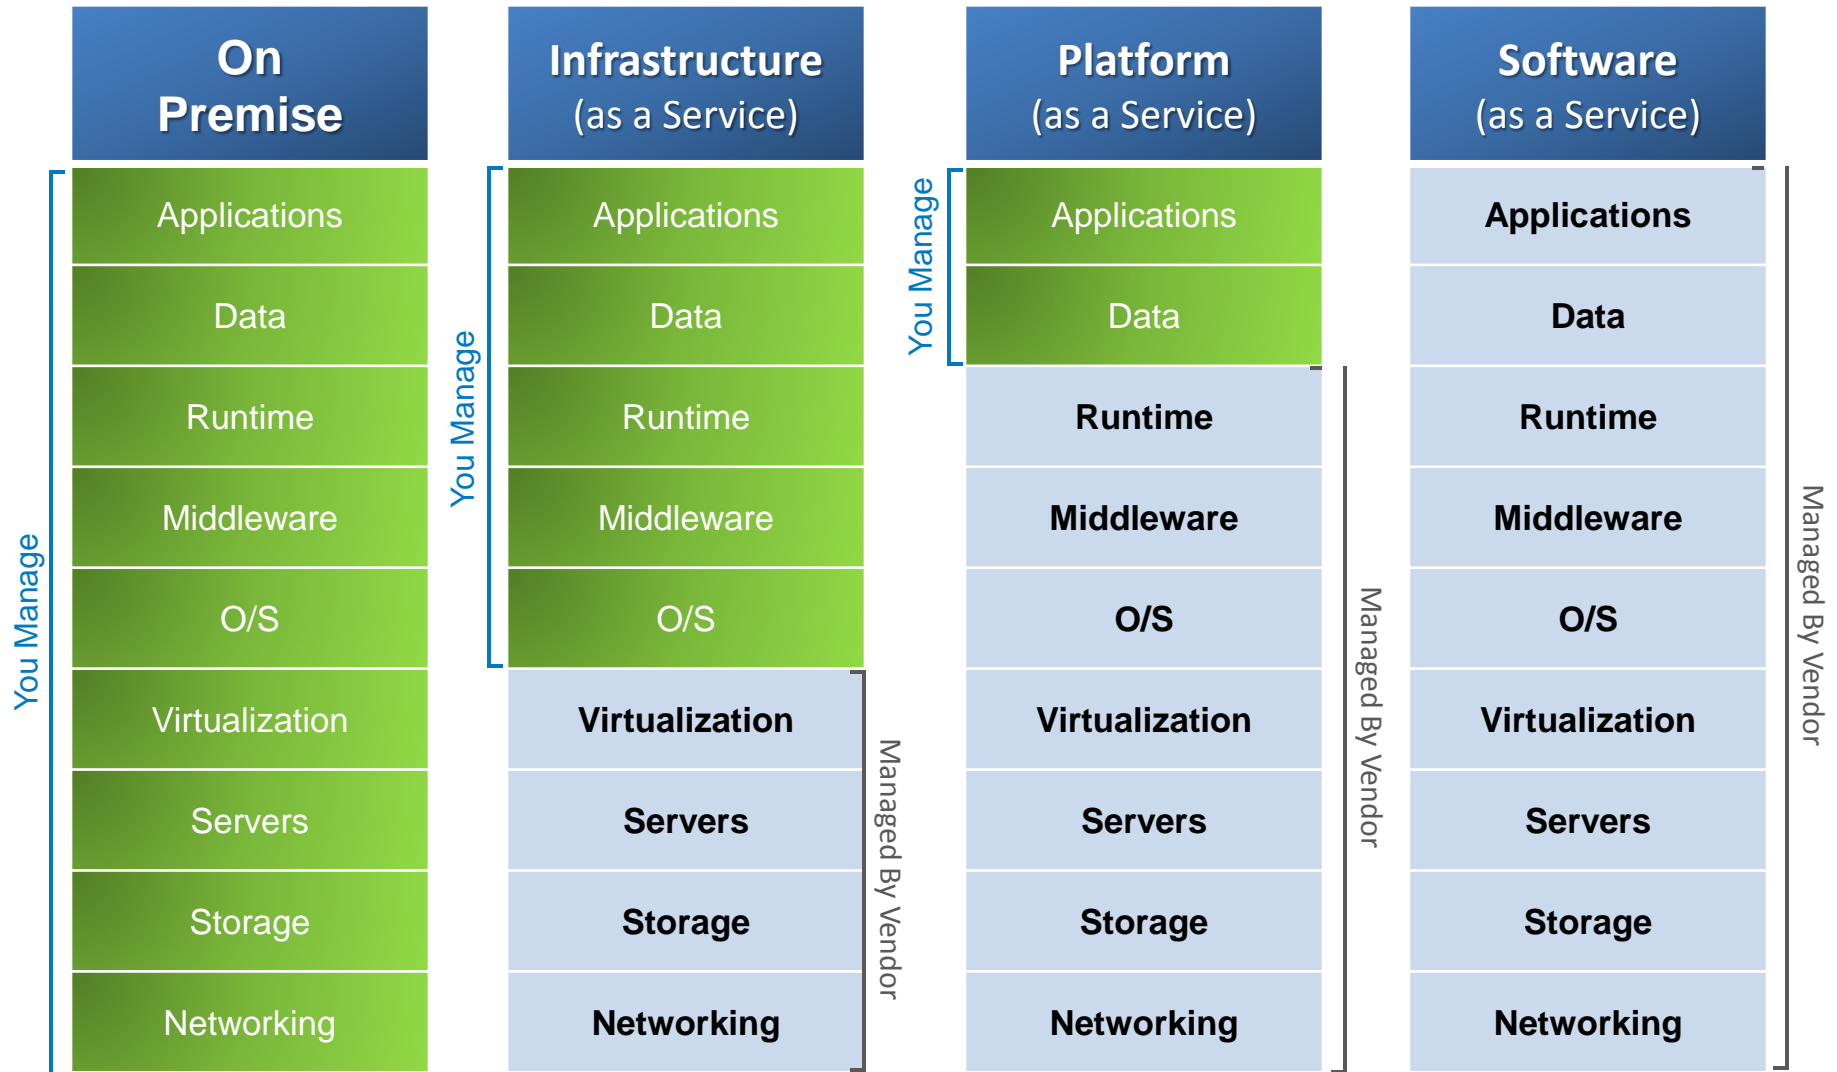 On
Premise
You Manage
Applications
Data
Runtime
Middleware
O/S
Virtualization
Servers
Storage
Networking
Infrastructure
(as a Service)
You Manage
Applications
Data
Runtime
Middleware
O/S
Virtualization
Servers
Storage
Networking
Managed By Vendor
Platform
(as a Service)
You Manage
Applications
Data
Runtime
Middleware
O/S
Virtualization
Servers
Storage
Networking
Managed By Vendor
Software
(as a Service)
Applications
Data
Runtime
Middleware
O/S
Virtualization
Servers
Storage
Networking
Managed By Vendor